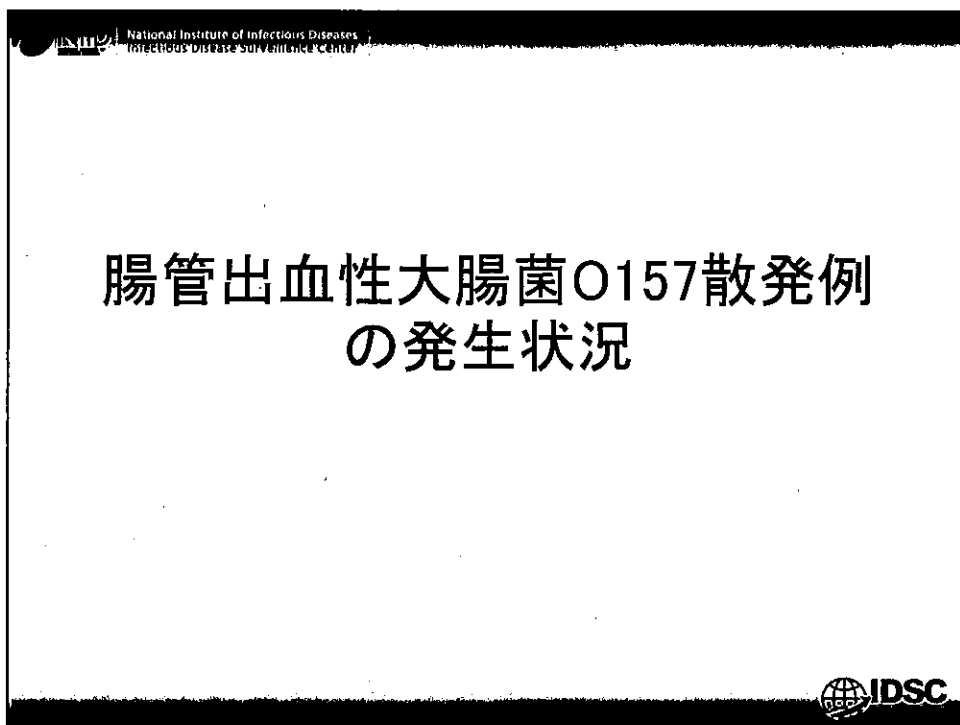 National Institute of Infectious Diseases
Infectious Disease Surveillance Center
腸管出血性大腸菌O157散発例
の発生状況
IDSC